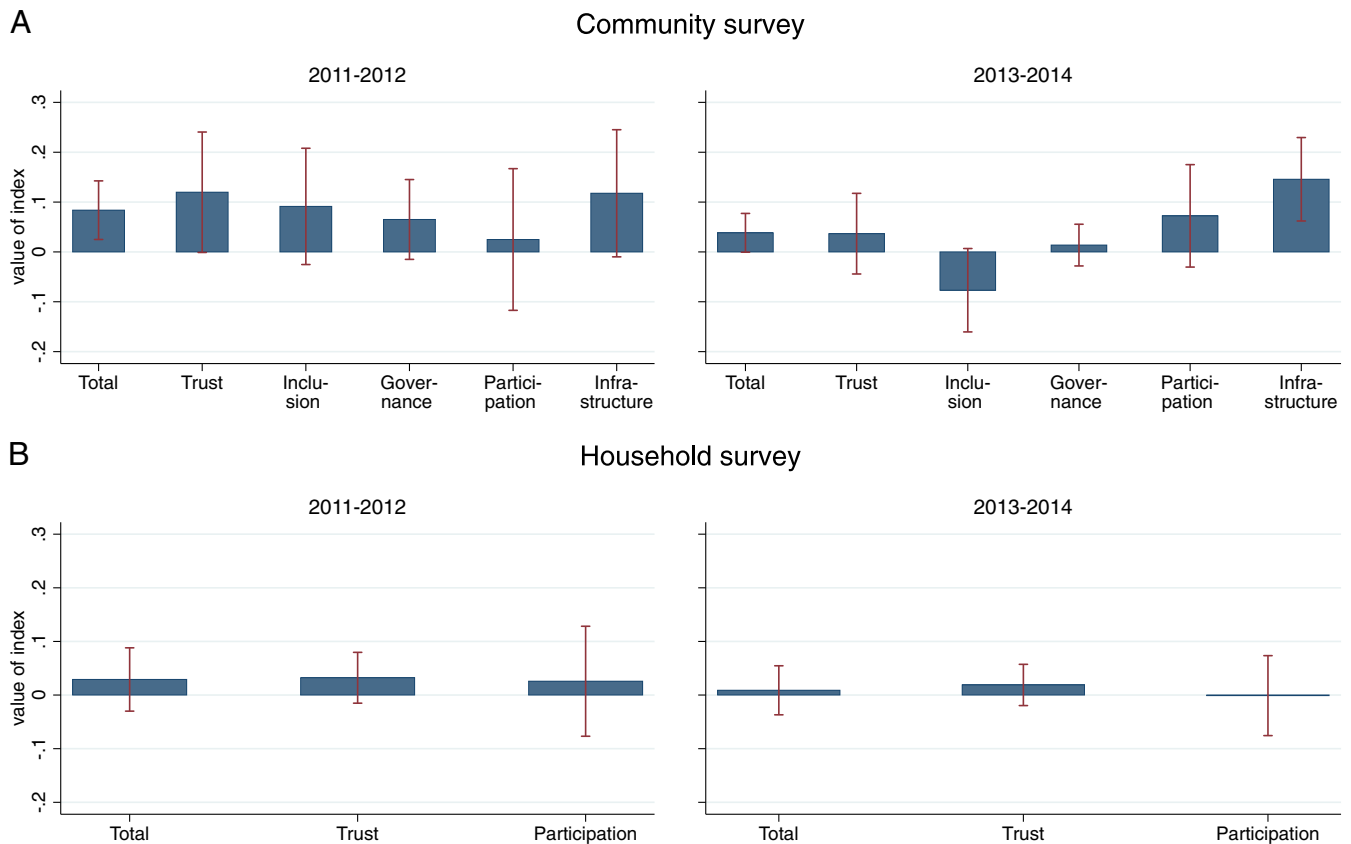 A
Community survey
2011-2012
2013-2014
value of index
.3
.2
.1
0
-.1
-.2
Total Trust Inclu- Gover- Partici- Infra-
sion nance pation structure
Total Trust Inclu- Gover- Partici- Infra-
sion nance pation structure
B
Household survey
2011-2012
2013-2014
value of index
.3
.2
.1
0
-.1
-.2
Total Trust Participation
Total Trust Participation